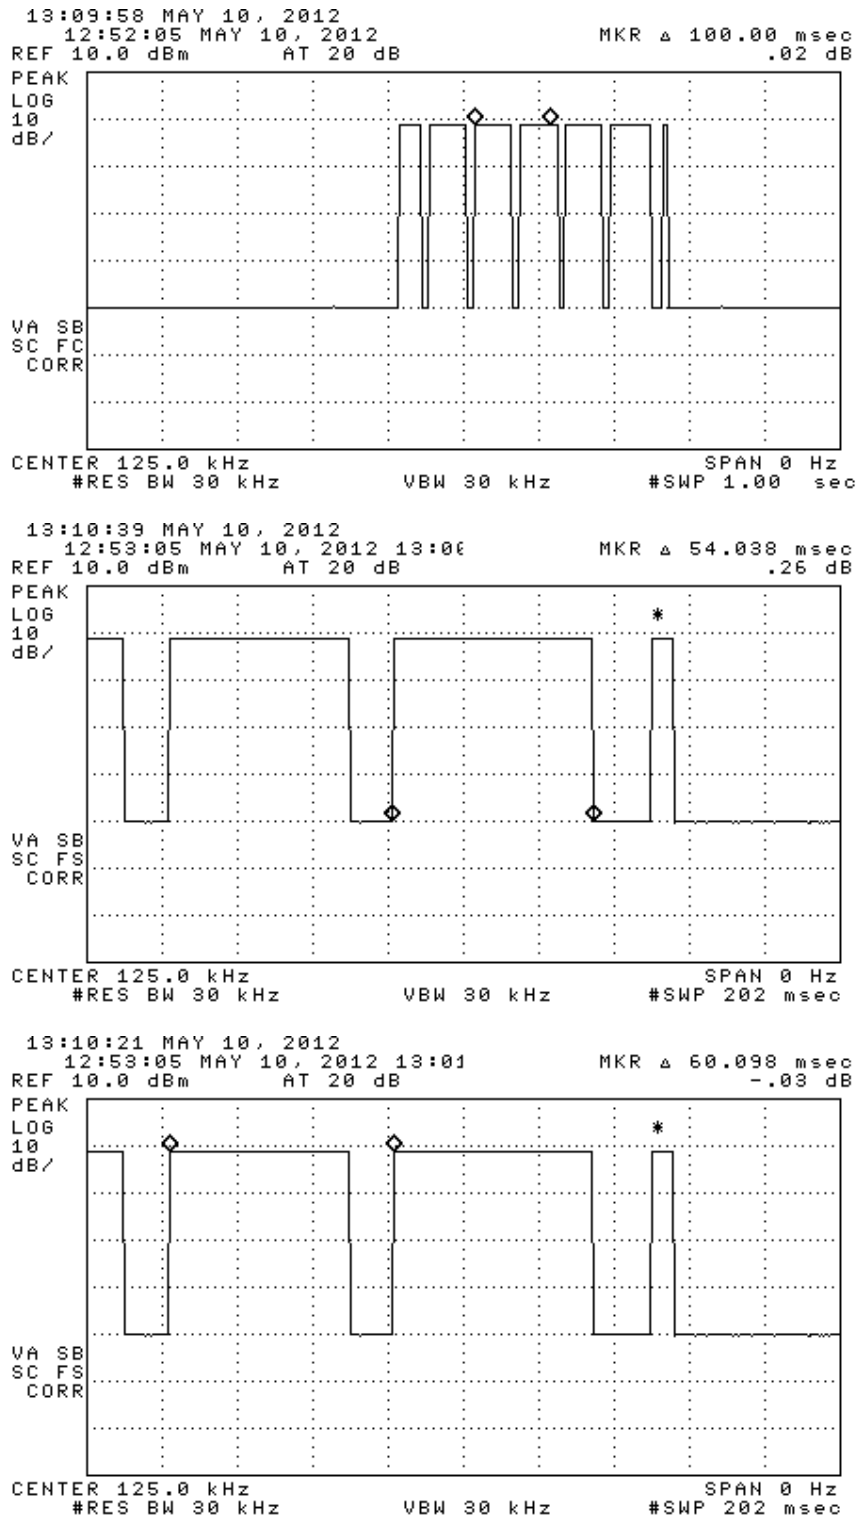 13:09:58 MAY 10, 2012
12:52:05 MAY 10, 2012 MKR Δ 100.00 msec
REF 10.0 dBm AT 20 dB .02 dB
PEAK
LOG
10
dB/
VA SB
SC FC
CORR
CENTER 125.0 kHz SPAN 0 Hz
#RES BW 30 kHz VBW 30 kHz #SWP 1.00 sec
13:10:39 MAY 10, 2012
12:53:05 MAY 10, 2012 MKR Δ 54.038 msec
REF 10.0 dBm AT 20 dB .26 dB
PEAK
LOG
10
dB/
*
VA SB
SC FS
CORR
CENTER 125.0 kHz SPAN 0 Hz
#RES BW 30 kHz VBW 30 kHz #SWP 202 msec
13:10:21 MAY 10, 2012
12:53:05 MAY 10, 2012 MKR Δ 60.098 msec
REF 10.0 dBm AT 20 dB -.03 dB
PEAK
LOG
10
dB/
*
VA SB
SC FS
CORR
CENTER 125.0 kHz SPAN 0 Hz
#RES BW 30 kHz VBW 30 kHz #SWP 202 msec